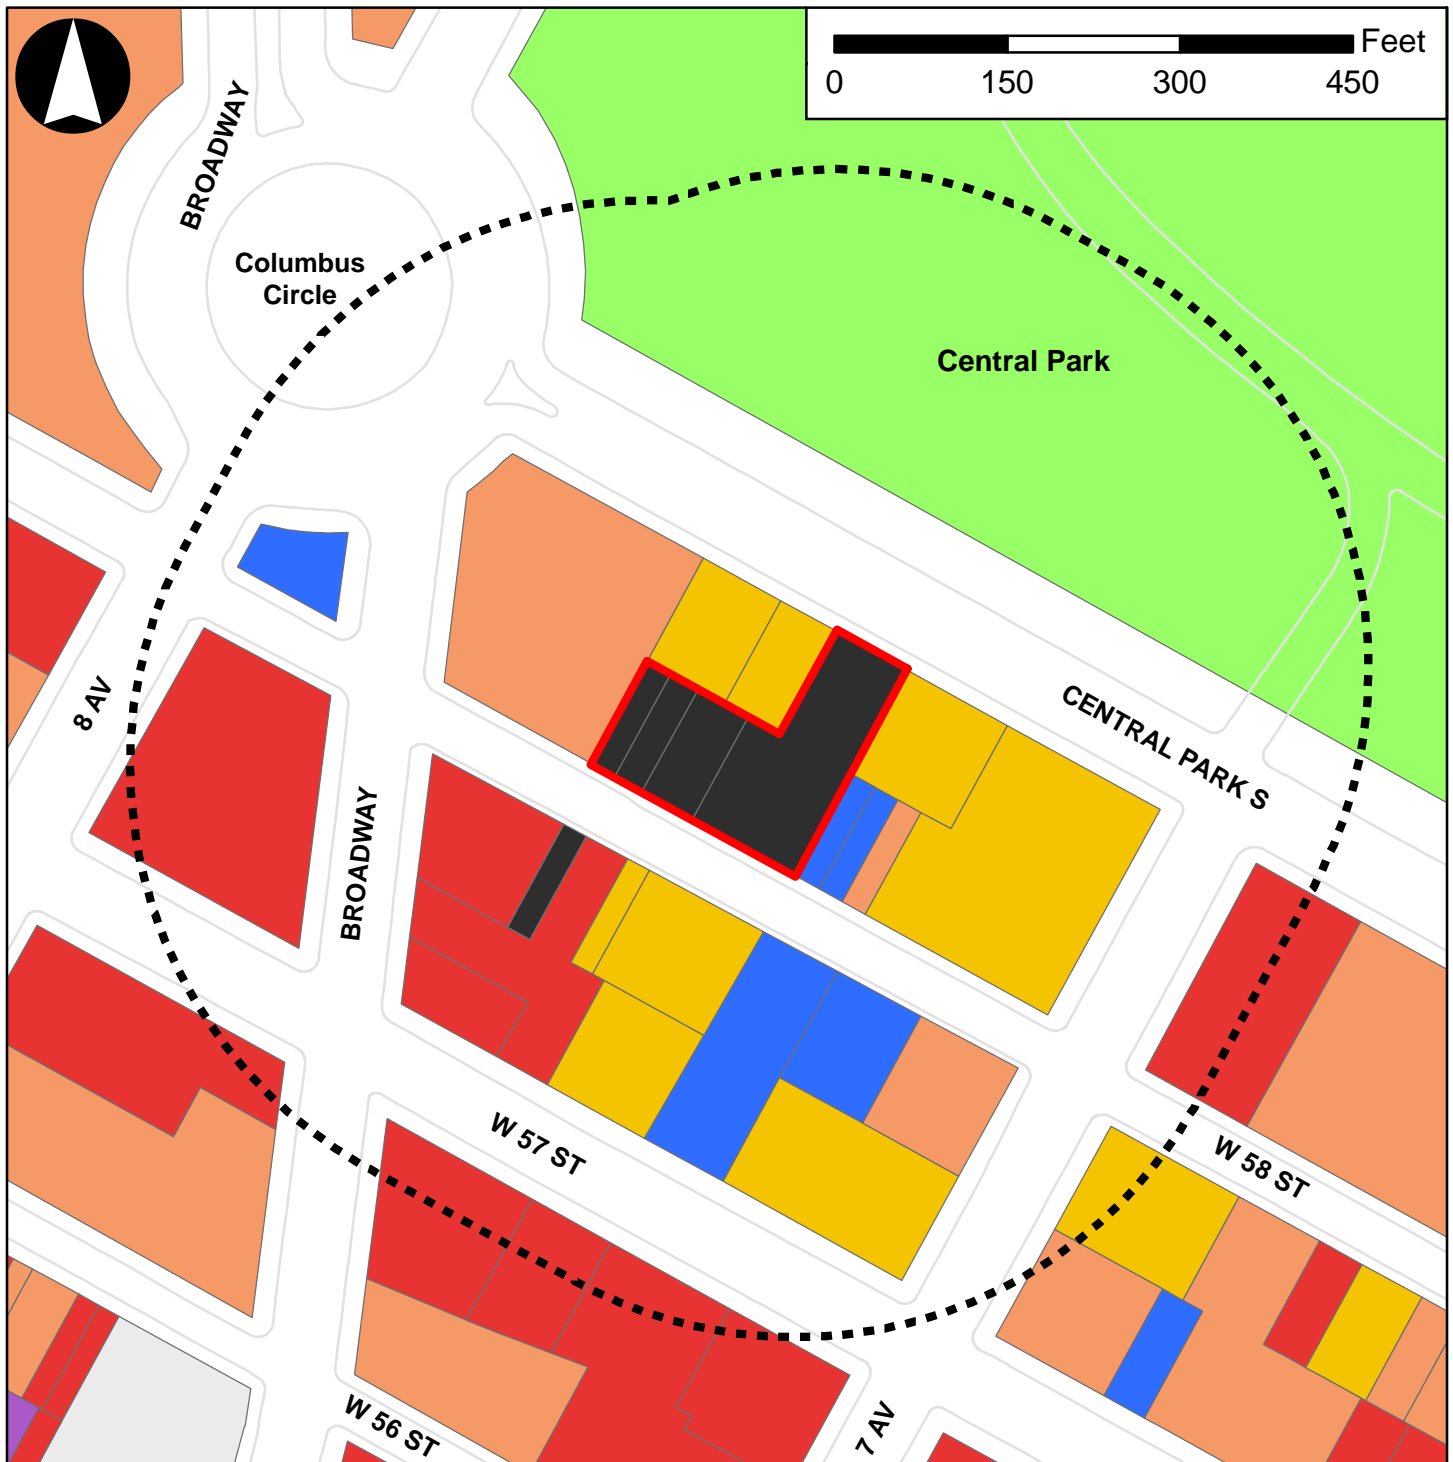 Feet
0 150 300 450
BROADWAY
Columbus
Circle
Central Park
8 AV
CENTRAL PARK S
BROADWAY
W 57 ST
W 58 ST
W 56 ST
7 AV